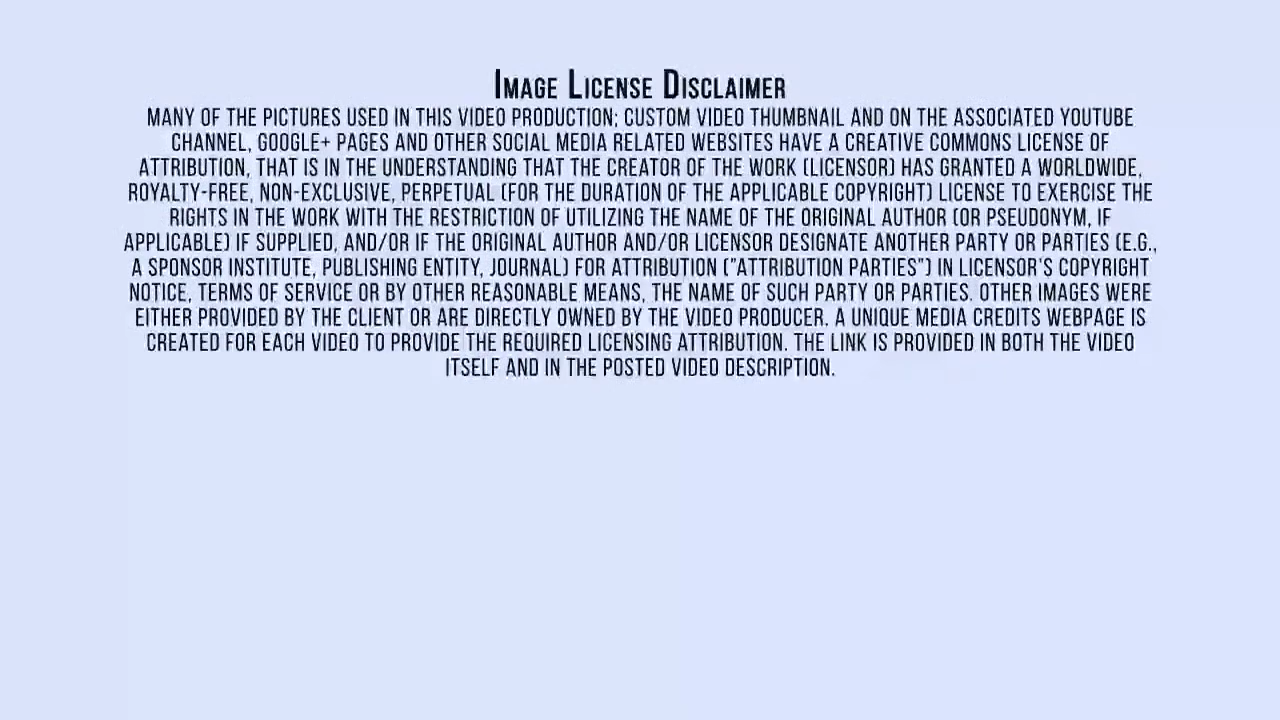 Image License Disclaimer
MANY OF THE PICTURES USED IN THIS VIDEO PRODUCTION; CUSTOM VIDEO THUMBNAIL AND ON THE ASSOCIATED YOUTUBE
CHANNEL, GOOGLE+ PAGES AND OTHER SOCIAL MEDIA RELATED WEBSITES HAVE A CREATIVE COMMONS LICENSE OF
ATTRIBUTION, THAT IS IN THE UNDERSTANDING THAT THE CREATOR OF THE WORK (LICENSOR) HAS GRANTED A WORLDWIDE,
ROYALTY-FREE, NON-EXCLUSIVE, PERPETUAL (FOR THE DURATION OF THE APPLICABLE COPYRIGHT) LICENSE TO EXERCISE THE
RIGHTS IN THE WORK WITH THE RESTRICTION OF UTILIZING THE NAME OF THE ORIGINAL AUTHOR (OR PSEUDONYM, IF
APPLICABLE) IF SUPPLIED, AND/OR IF THE ORIGINAL AUTHOR AND/OR LICENSOR DESIGNATE ANOTHER PARTY OR PARTIES (E.G.,
A SPONSOR INSTITUTE, PUBLISHING ENTITY, JOURNAL) FOR ATTRIBUTION ("ATTRIBUTION PARTIES") IN LICENSOR'S COPYRIGHT
NOTICE, TERMS OF SERVICE OR BY OTHER REASONABLE MEANS, THE NAME OF SUCH PARTY OR PARTIES. OTHER IMAGES WERE
EITHER PROVIDED BY THE CLIENT OR ARE DIRECTLY OWNED BY THE VIDEO PRODUCER. A UNIQUE MEDIA CREDITS WEBPAGE IS
CREATED FOR EACH VIDEO TO PROVIDE THE REQUIRED LICENSING ATTRIBUTION. THE LINK IS PROVIDED IN BOTH THE VIDEO
ITSELF AND IN THE POSTED VIDEO DESCRIPTION.